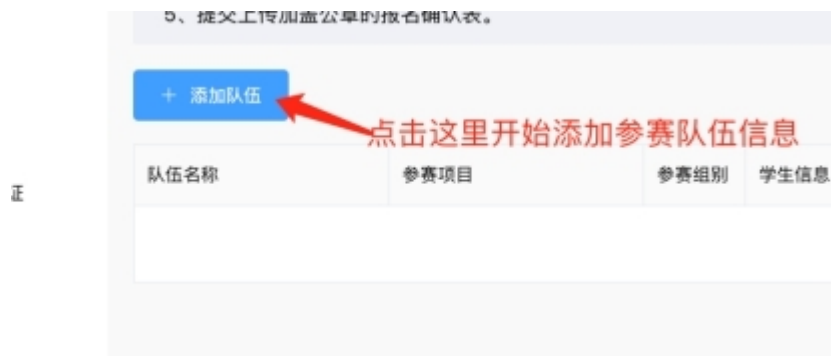 5、提交上传加盖公章的报名确认表。
+ 添加队伍
点击这里开始添加参赛队伍信息
队伍名称 参赛项目 参赛组别 学生信息
证